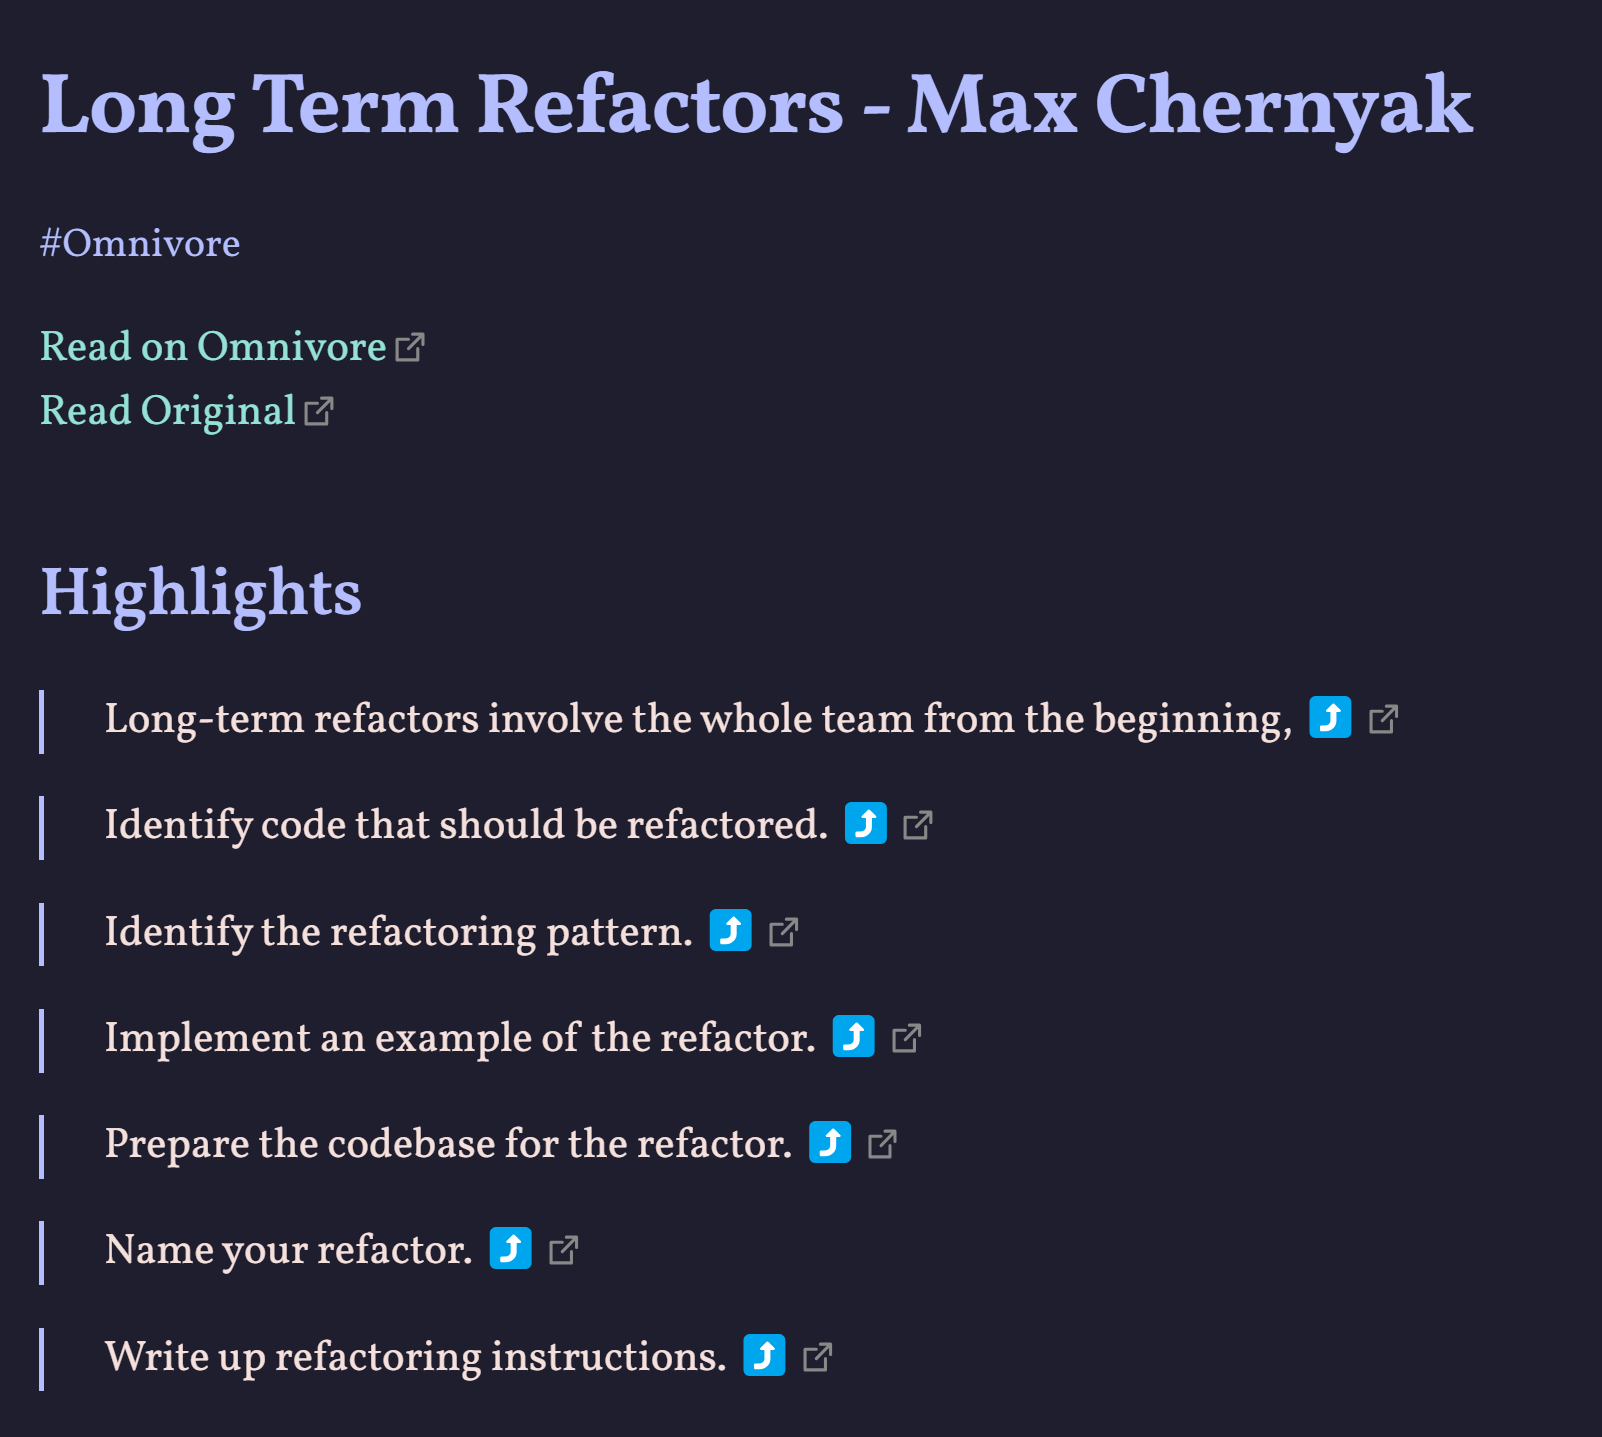 Long Term Refactors - Max Chernyak
#Omnivore
Read on Omnivore
Read Original
Highlights
Long-term refactors involve the whole team from the beginning, ⤴️
Identify code that should be refactored. ⤴️
Identify the refactoring pattern. ⤴️
Implement an example of the refactor. ⤴️
Prepare the codebase for the refactor. ⤴️
Name your refactor. ⤴️
Write up refactoring instructions. ⤴️